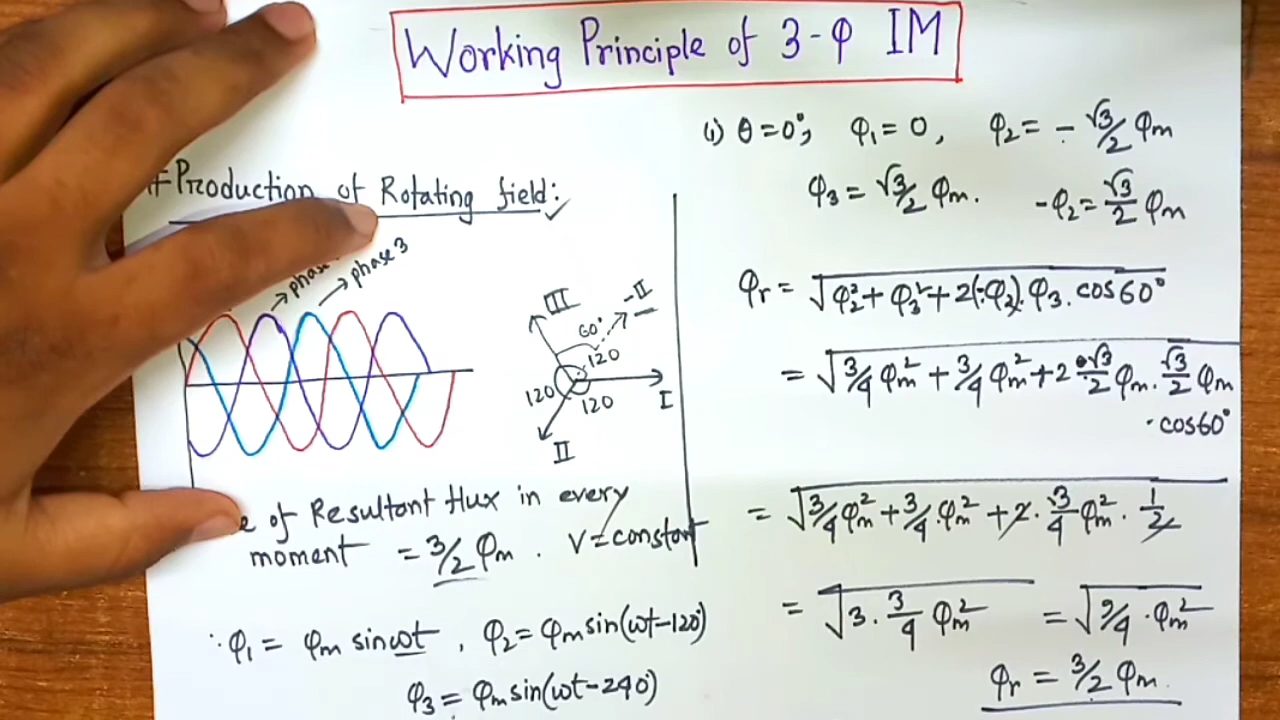 Working Principle of 3-φ IM
# Production of Rotating field:
phase
phase 3
III
-II
60°
120
120
120
I
II
of Resultant flux in every
moment = 3/2 φm . V=constant
∴ φ1 = φm sinωt , φ2 = φm sin(ωt-120°)
φ3 = φm sin(ωt-240°)
(i) θ = 0°, φ1 = 0, φ2 = - √3/2 φm
φ3 = √3/2 φm. -φ2 = √3/2 φm
φr = √φ2² + φ3² + 2(-φ2).φ3.cos60°
= √3/4 φm² + 3/4 φm² + 2 √3/2 φm . √3/2 φm
. cos60°
= √3/4 φm² + 3/4 φm² + 2 . 3/4 φm² . 1/2
= √3 . 3/4 φm² = √9/4 . φm²
φr = 3/2 φm